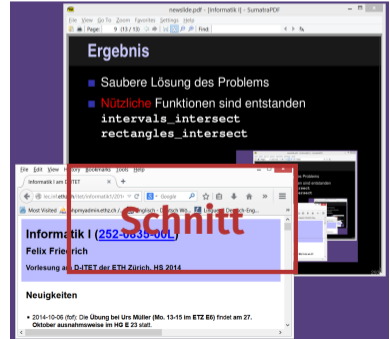 newslide.pdf - [Informatik I] - SumatraPDF
File View Go To Zoom Favorites Settings Help
Page: 9 (13 / 13) Find:
Ergebnis
Saubere Lösung des Problems
Nützliche Funktionen sind entstanden
intervals_intersect
rectangles_intersect
File Edit View History Bookmarks Tools Help
Informatik I am D-ITET
Google
Most Visited
Schnitt
Informatik I (252-0835-00L)
Felix Friedrich
Vorlesung am D-ITET der ETH Zürich. HS 2014
Neuigkeiten
2014-10-06 (fof): Die Übung bei Urs Müller (Mo. 13-15 im ETZ E6) findet am 27.
Oktober ausnahmsweise im HG E 23 statt.